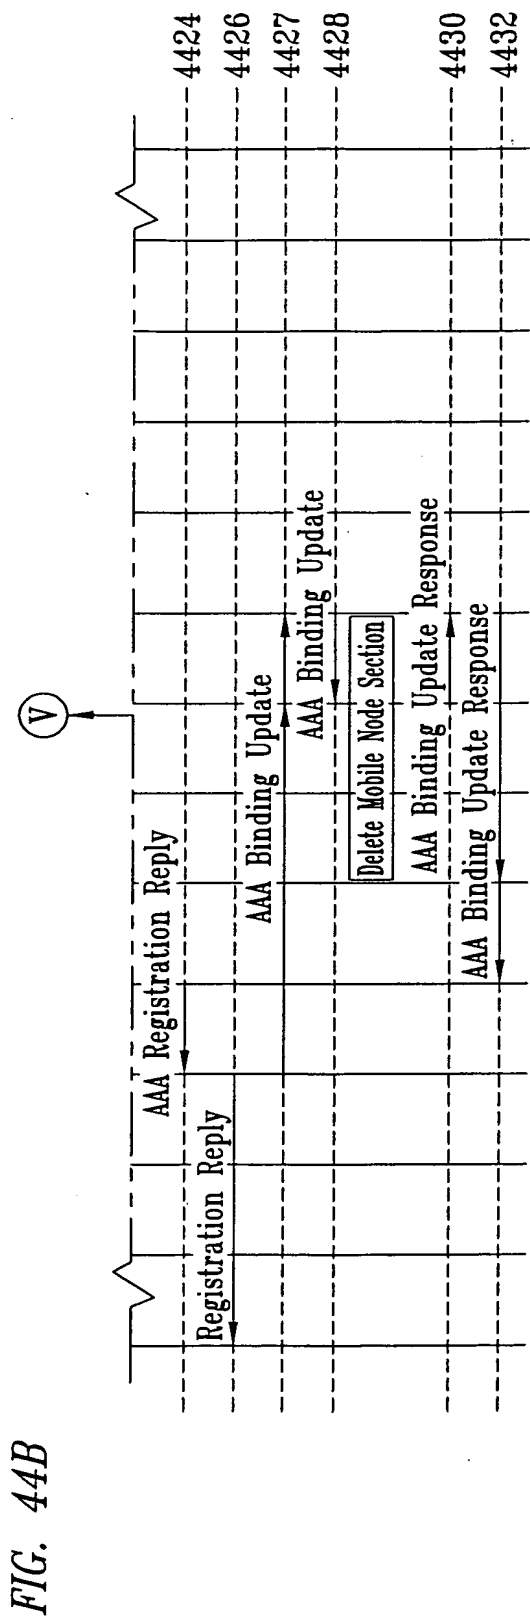 FIG. 44B
V
AAA Registration Reply
4424
Registration Reply
4426
AAA Binding Update
4427
AAA Binding Update
4428
Delete Mobile Node Section
AAA Binding Update Response
4430
AAA Binding Update Response
4432